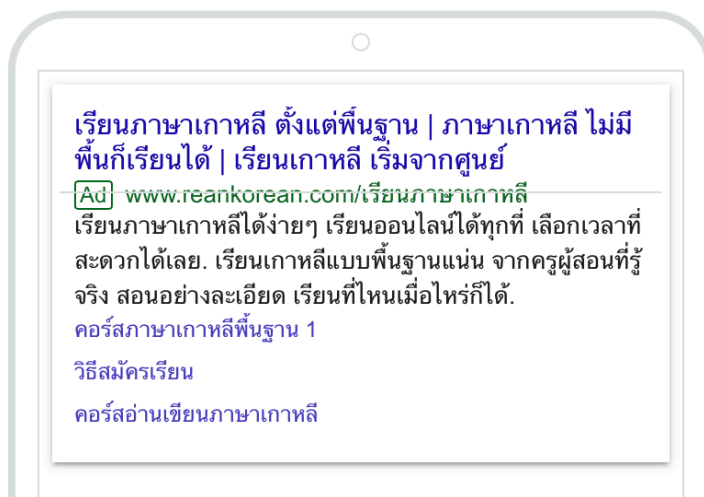 เรียนภาษาเกาหลี ตั้งแต่พื้นฐาน | ภาษาเกาหลี ไม่มี
พื้นก็เรียนได้ | เรียนเกาหลี เริ่มจากศูนย์
Ad www.reankorean.com/เรียนภาษาเกาหลี
เรียนภาษาเกาหลีได้ง่ายๆ เรียนออนไลน์ได้ทุกที่ เลือกเวลาที่
สะดวกได้เลย. เรียนเกาหลีแบบพื้นฐานแน่น จากครูผู้สอนที่รู้
จริง สอนอย่างละเอียด เรียนที่ไหนเมื่อไหร่ก็ได้.
คอร์สภาษาเกาหลีพื้นฐาน 1
วิธีสมัครเรียน
คอร์สอ่านเขียนภาษาเกาหลี